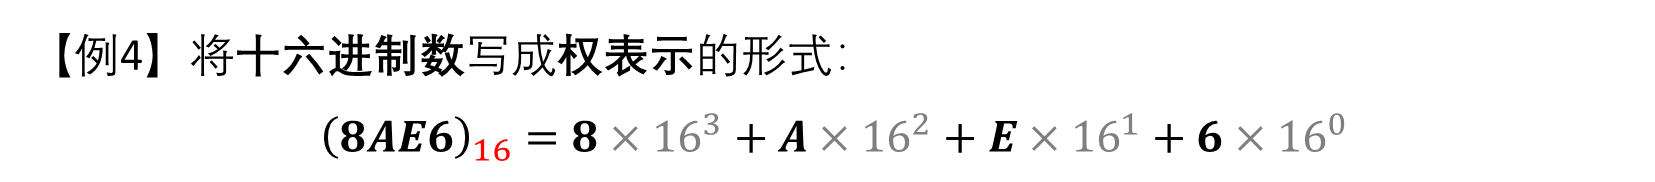 【例4】将十六进制数写成权表示的形式：
(8AE6)₁₆ = 8 × 16³ + A × 16² + E × 16¹ + 6 × 16⁰